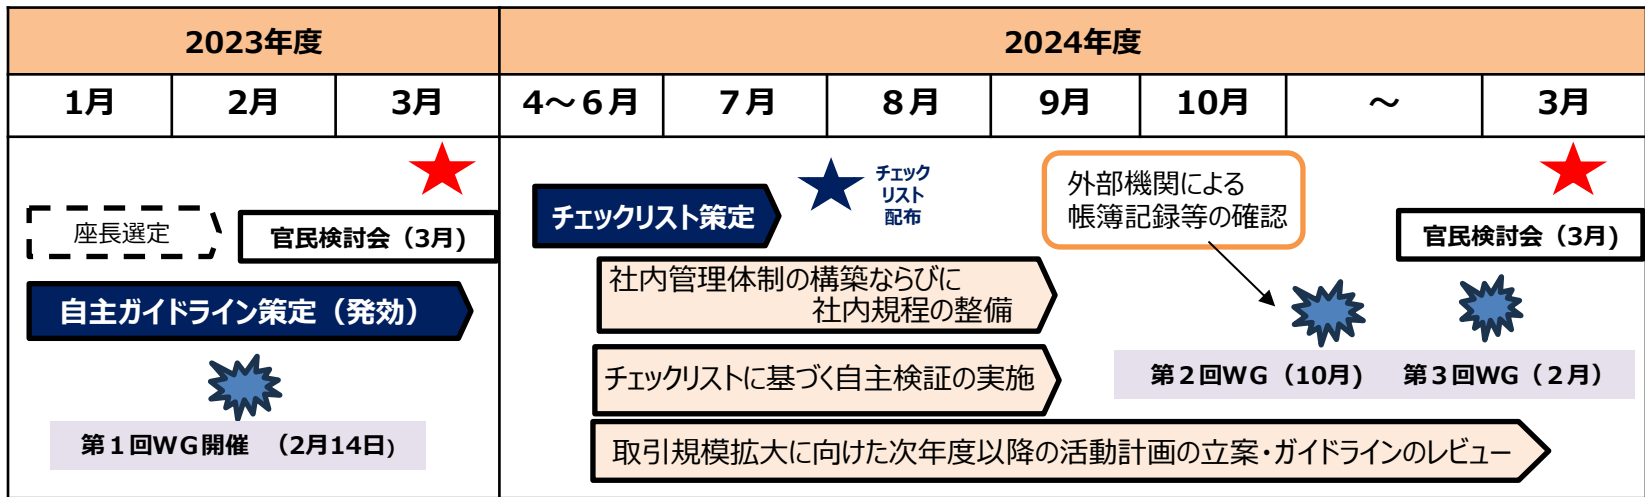 2023年度
2024年度
1月
2月
3月
4～６月
７月
８月
9月
10月
～
3月
座長選定
官民検討会（3月)
自主ガイドライン策定（発効）
第１回WG開催　（2月14日)
チェックリスト策定
チェック
リスト
配布
外部機関による
帳簿記録等の確認
官民検討会（3月)
社内管理体制の構築ならびに
社内規程の整備
チェックリストに基づく自主検証の実施
第２回WG（10月)
第３回WG（２月）
取引規模拡大に向けた次年度以降の活動計画の立案・ガイドラインのレビュー